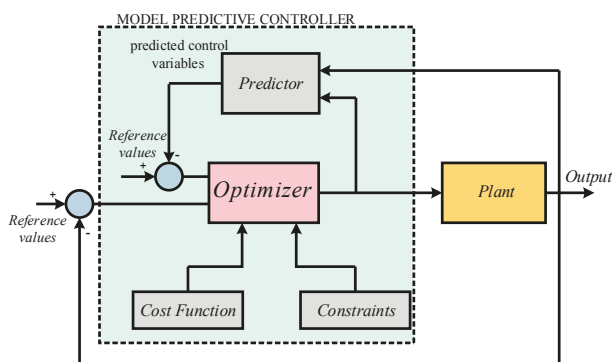 MODEL PREDICTIVE CONTROLLER
predicted control
variables
Predictor
Reference
values
-
+
Optimizer
Plant
Output
+
Reference
values
-
Cost Function
Constraints